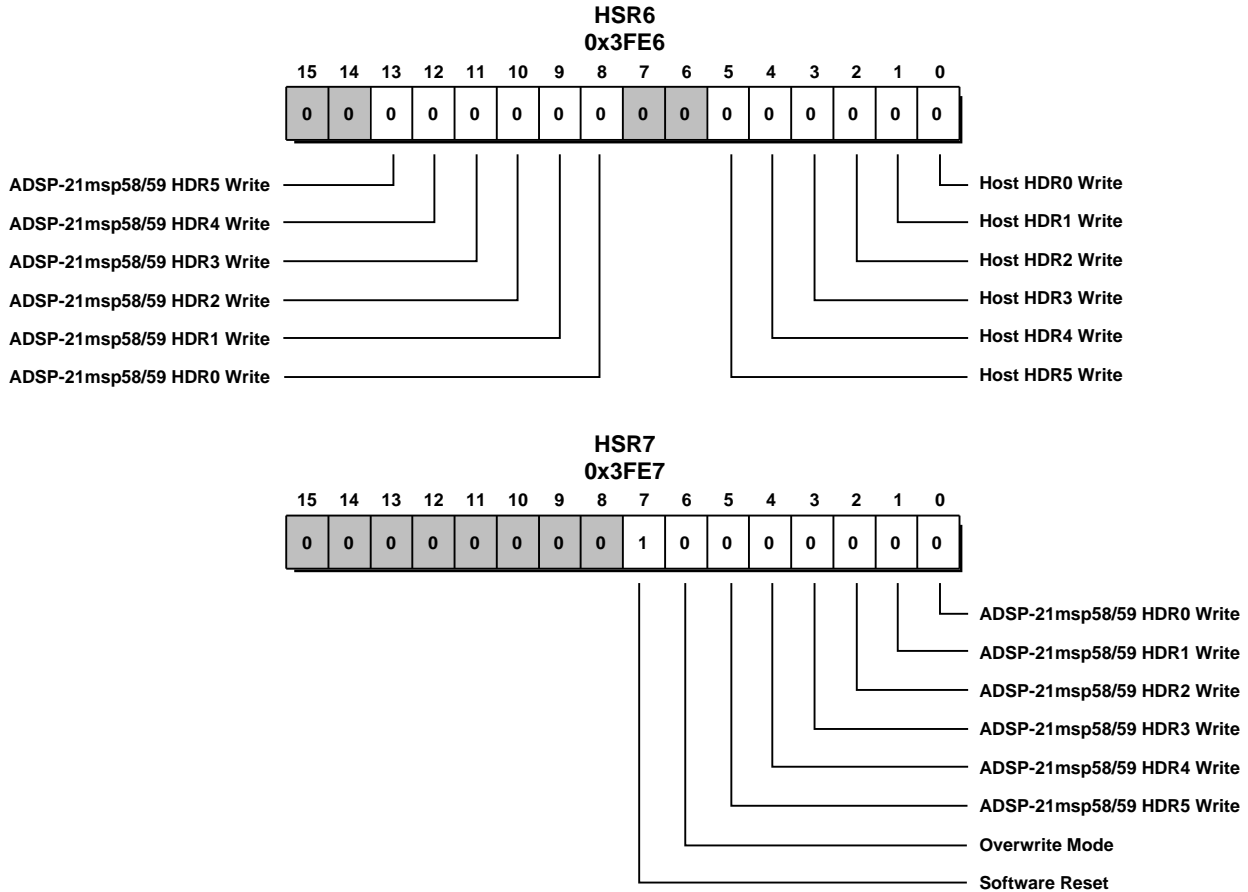 HSR6
0x3FE6
15 14 13 12 11 10 9 8 7 6 5 4 3 2 1 0
0 0 0 0 0 0 0 0 0 0 0 0 0 0 0 0
ADSP-21msp58/59 HDR5 Write
ADSP-21msp58/59 HDR4 Write
ADSP-21msp58/59 HDR3 Write
ADSP-21msp58/59 HDR2 Write
ADSP-21msp58/59 HDR1 Write
ADSP-21msp58/59 HDR0 Write
Host HDR0 Write
Host HDR1 Write
Host HDR2 Write
Host HDR3 Write
Host HDR4 Write
Host HDR5 Write
HSR7
0x3FE7
15 14 13 12 11 10 9 8 7 6 5 4 3 2 1 0
0 0 0 0 0 0 0 0 1 0 0 0 0 0 0 0
ADSP-21msp58/59 HDR0 Write
ADSP-21msp58/59 HDR1 Write
ADSP-21msp58/59 HDR2 Write
ADSP-21msp58/59 HDR3 Write
ADSP-21msp58/59 HDR4 Write
ADSP-21msp58/59 HDR5 Write
Overwrite Mode
Software Reset